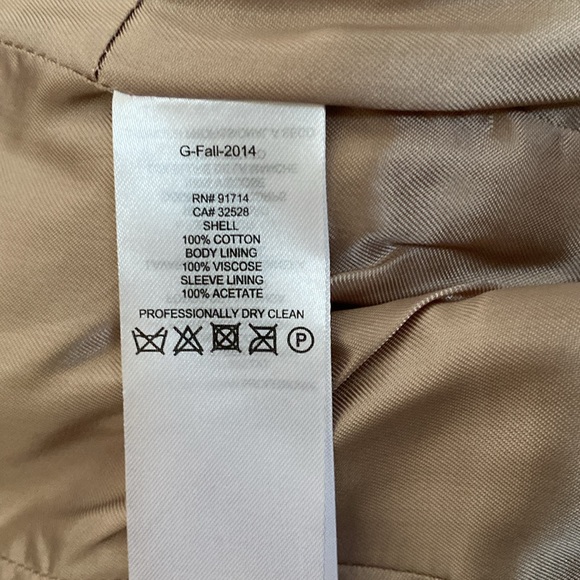 G-Fall-2014
RN# 91714
CA# 32528
SHELL
100% COTTON
BODY LINING
100% VISCOSE
SLEEVE LINING
100% ACETATE
PROFESSIONALLY DRY CLEAN
P